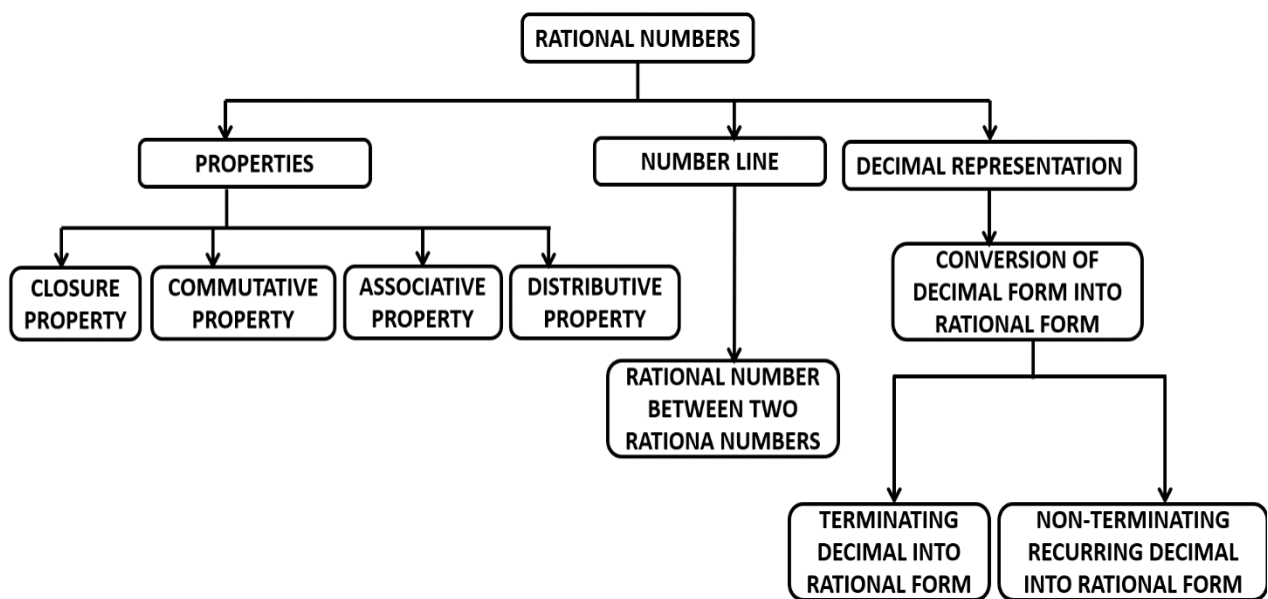 RATIONAL NUMBERS
PROPERTIES
NUMBER LINE
DECIMAL REPRESENTATION
CLOSURE
PROPERTY
COMMUTATIVE
PROPERTY
ASSOCIATIVE
PROPERTY
DISTRIBUTIVE
PROPERTY
CONVERSION OF
DECIMAL FORM INTO
RATIONAL FORM
RATIONAL NUMBER
BETWEEN TWO
RATIONA NUMBERS
TERMINATING
DECIMAL INTO
RATIONAL FORM
NON-TERMINATING
RECURRING DECIMAL
INTO RATIONAL FORM